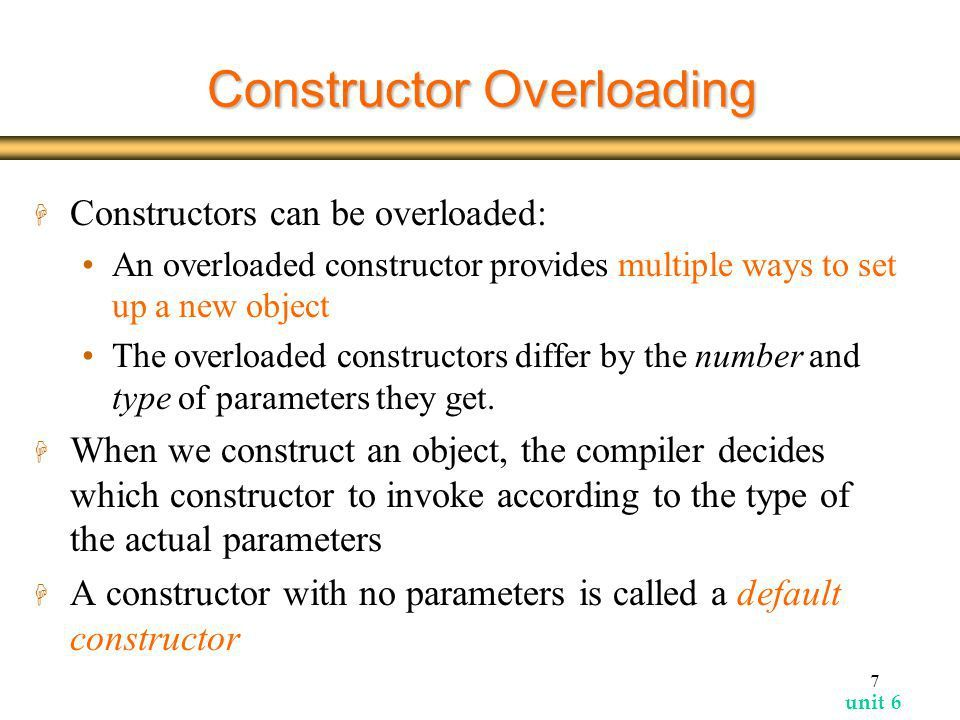 Constructor Overloading
Constructors can be overloaded:
• An overloaded constructor provides multiple ways to set
up a new object
• The overloaded constructors differ by the number and
type of parameters they get.
When we construct an object, the compiler decides
which constructor to invoke according to the type of
the actual parameters
A constructor with no parameters is called a default
constructor
7
unit 6